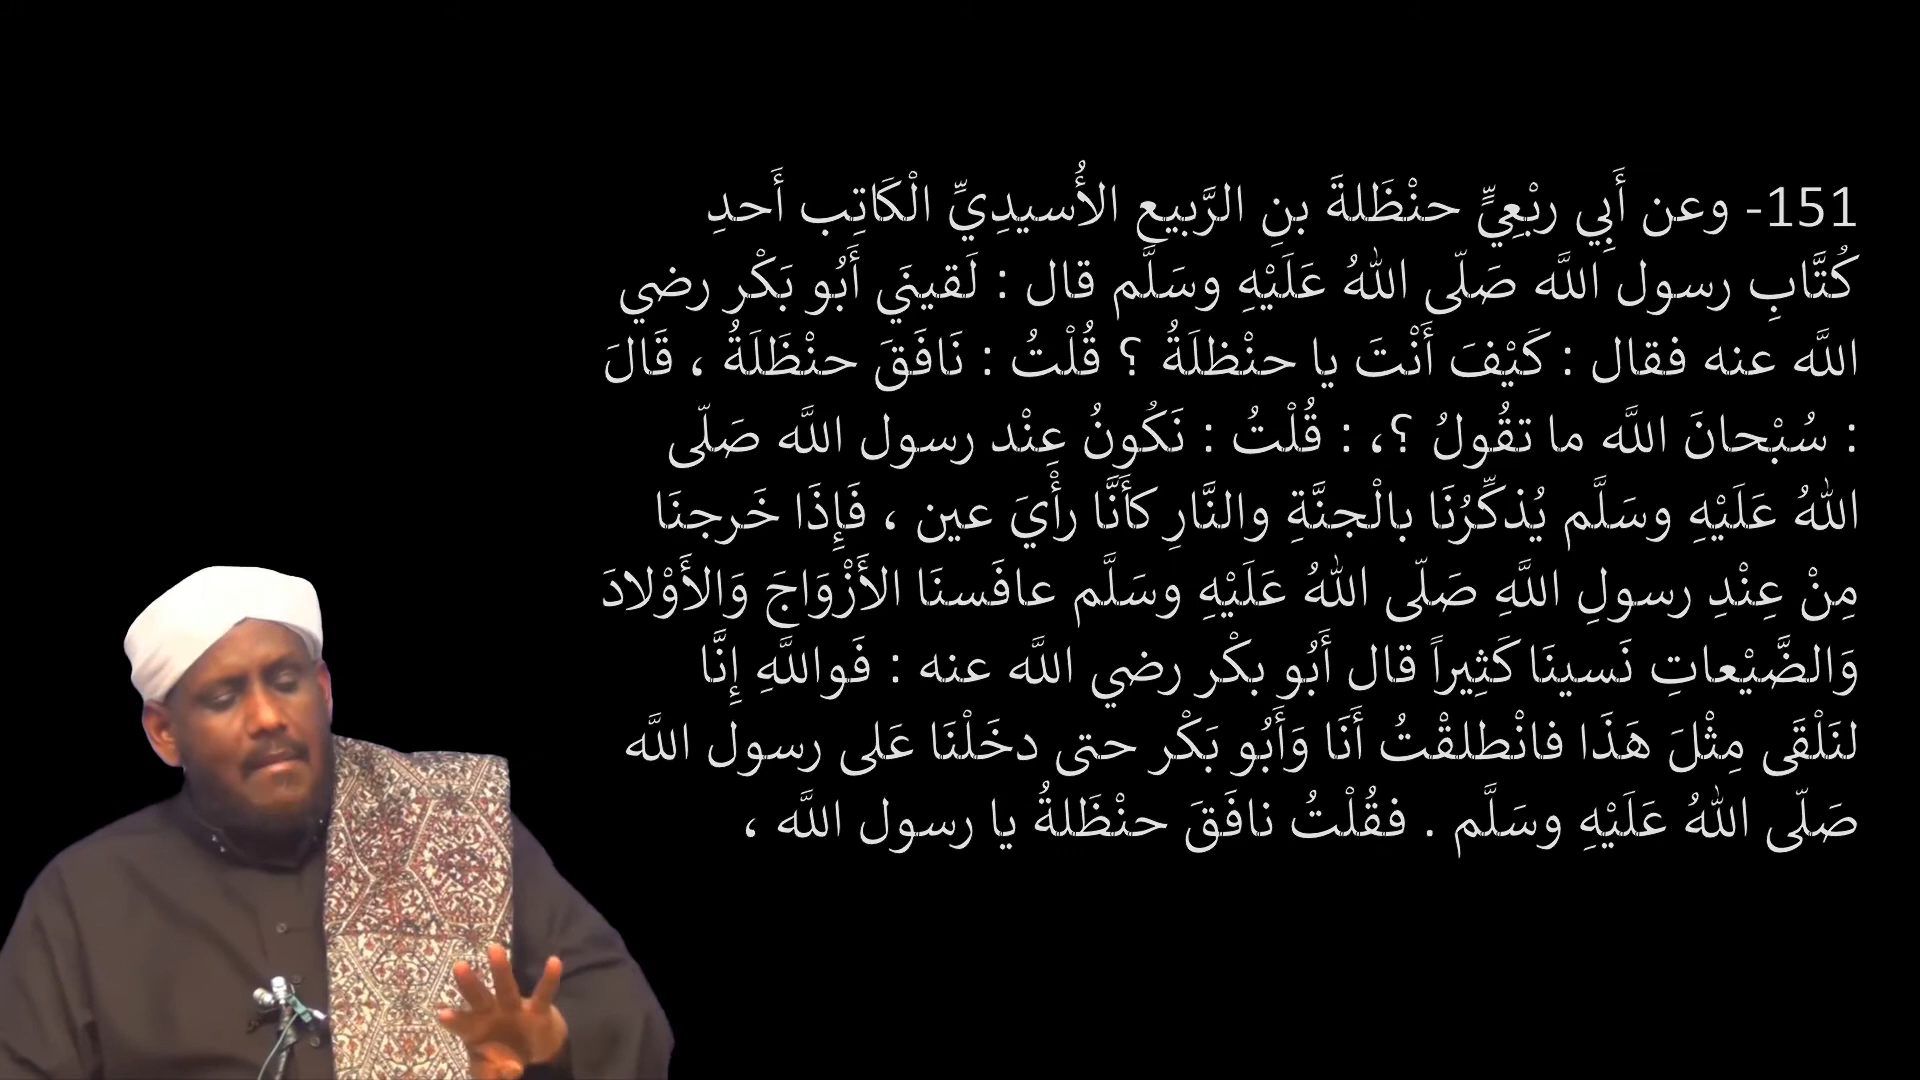 151- وعن أَبِي ربْعِيٍّ حنْظَلةَ بنِ الرَّبيع الأُسيدِيِّ الْكَاتِب أَحدِ
كُتَّابِ رسول اللَّه صَلّى اللهُ عَلَيْهِ وسَلَّم قال : لَقينَي أَبُو بَكْر رضي
اللَّه عنه فقال : كَيْفَ أَنْتَ يا حنْظلَةُ ؟ قُلْتُ : نَافَقَ حنْظَلَةُ ، قَالَ
: سُبْحانَ اللَّه ما تقُولُ ؟، : قُلْتُ : نَكُونُ عِنْد رسول اللَّه صَلّى
اللهُ عَلَيْهِ وسَلَّم يُذكِّرُنَا بالْجنَّةِ والنَّارِ كأَنَّا رأْيَ عين ، فَإِذَا خَرجنَا
مِنْ عِنْدِ رسولِ اللَّهِ صَلّى اللهُ عَلَيْهِ وسَلَّم عافَسنَا الأَزْوَاجَ وَالأَوْلادَ
وَالضَّيْعاتِ نَسينَا كَثِيراً قال أَبُو بكْر رضي اللَّه عنه : فَواللَّهِ إِنَّا
لنَلْقَى مِثْلَ هَذَا فانْطلقْتُ أَنَا وَأَبُو بَكْر حتى دخَلْنَا عَلى رسول اللَّه
صَلّى اللهُ عَلَيْهِ وسَلَّم . فقُلْتُ نافَقَ حنْظَلةُ يا رسول اللَّه ،